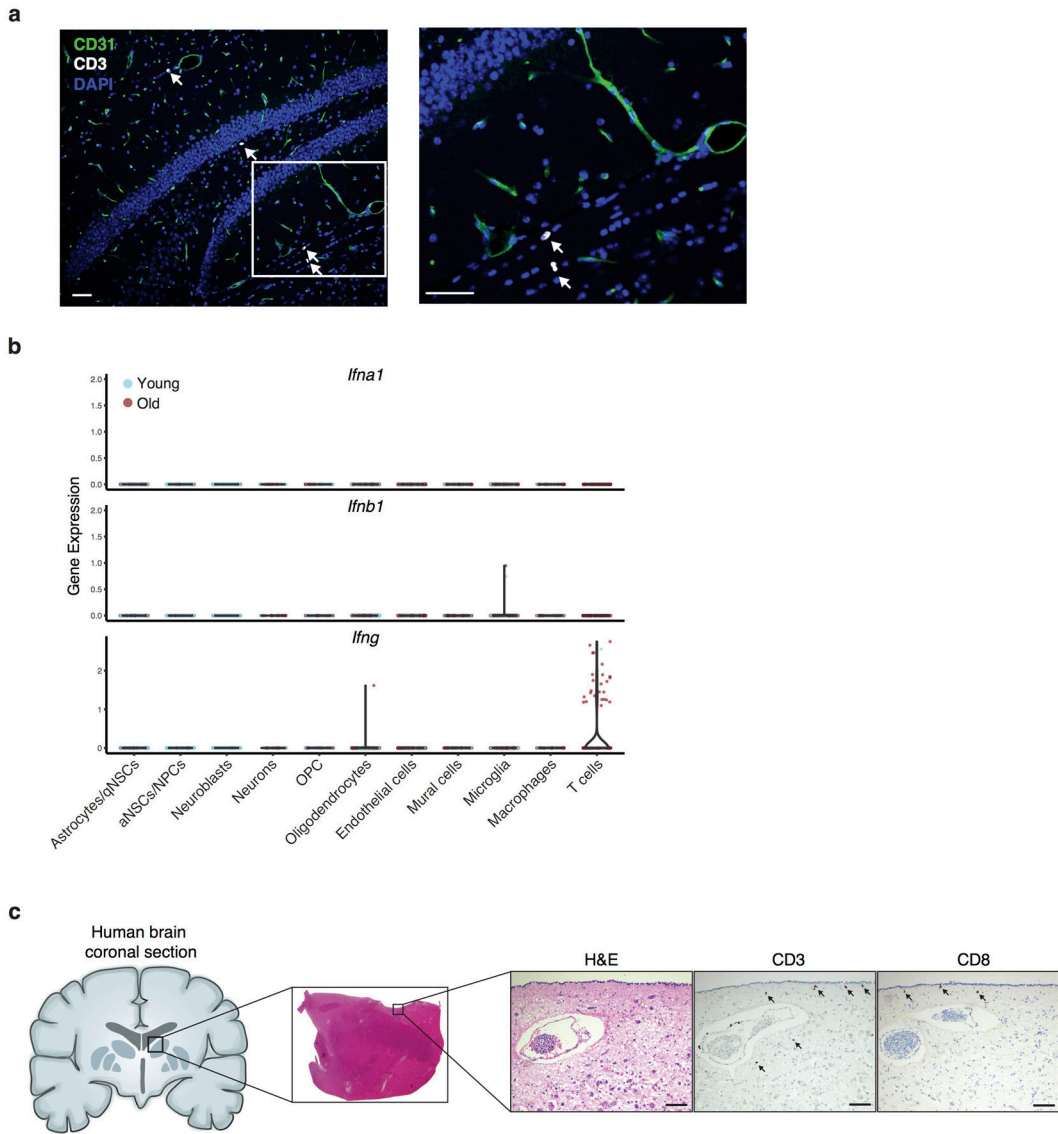 a
CD31
CD3
DAPI
b
Gene Expression
Ifna1
Young
Old
2.0
1.5
1.0
0.5
0.0
Ifnb1
2.0
1.5
1.0
0.5
0.0
Ifng
2
1
0
Astrocytes/qNSCs
aNSCs/NPCs
Neuroblasts
Neurons
OPC
Oligodendrocytes
Endothelial cells
Mural cells
Microglia
Macrophages
T cells
c
Human brain
coronal section
H&E
CD3
CD8